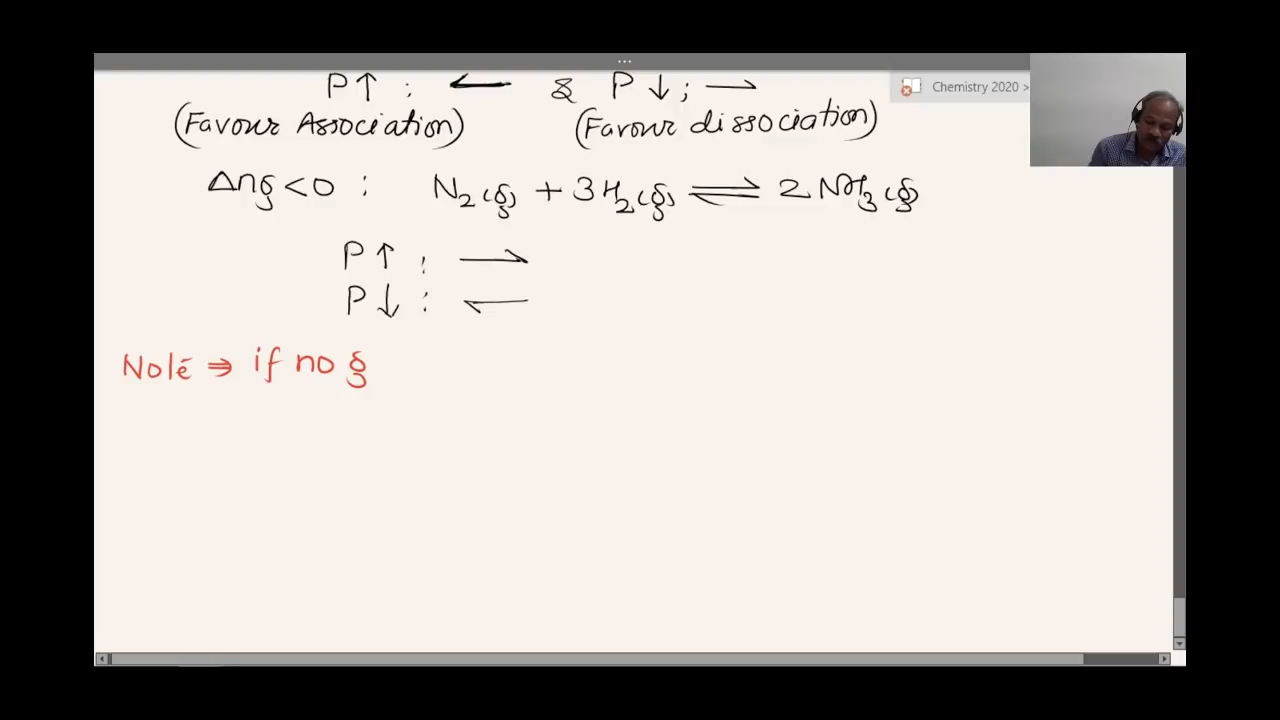 P↑ : ← & P↓ ; ⇀
Chemistry 2020 >
(Favour Association) (Favour dissociation)
Δng < 0 : N₂(g) + 3H₂(g) ⇌ 2NH₃(g)
P↑ : ⇀
P↓ : ↽
Note ⇒ if no g